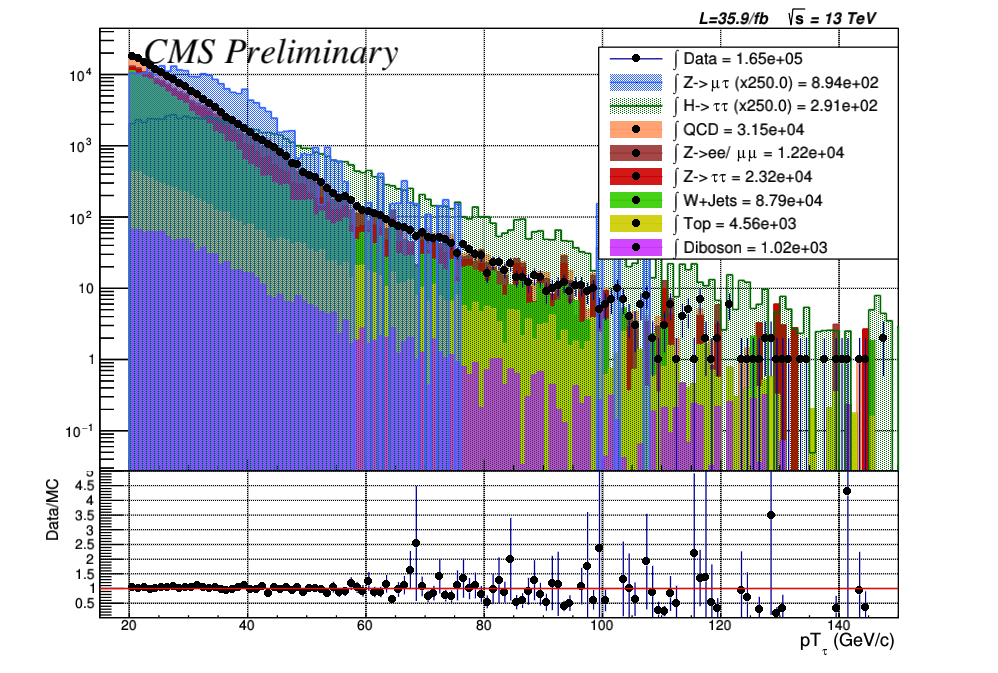 L=35.9/fb √s = 13 TeV
CMS Preliminary
∫ Data = 1.65e+05
∫ Z->μτ (x250.0) = 8.94e+02
∫ H->ττ (x250.0) = 2.91e+02
∫ QCD = 3.15e+04
∫ Z->ee/ μμ = 1.22e+04
∫ Z->ττ = 2.32e+04
∫ W+Jets = 8.79e+04
∫ Top = 4.56e+03
∫ Diboson = 1.02e+03
10⁴
10³
10²
10
1
10⁻¹
Data/MC
5
4.5
4
3.5
3
2.5
2
1.5
1
0.5
20 40 60 80 100 120 140
pT_τ (GeV/c)